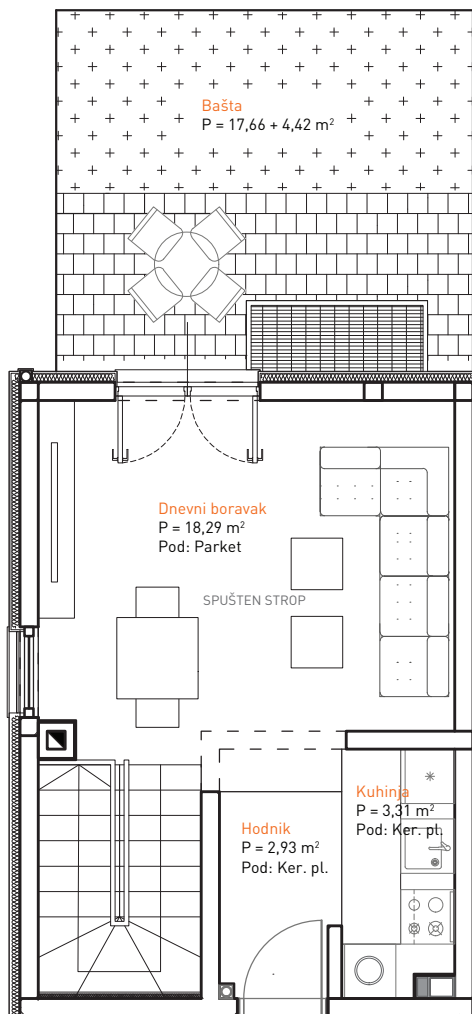 Bašta
P = 17,66 + 4,42 m²
Dnevni boravak
P = 18,29 m²
Pod: Parket
SPUŠTEN STROP
Kuhinja
P = 3,31 m²
Pod: Ker. pl.
Hodnik
P = 2,93 m²
Pod: Ker. pl.